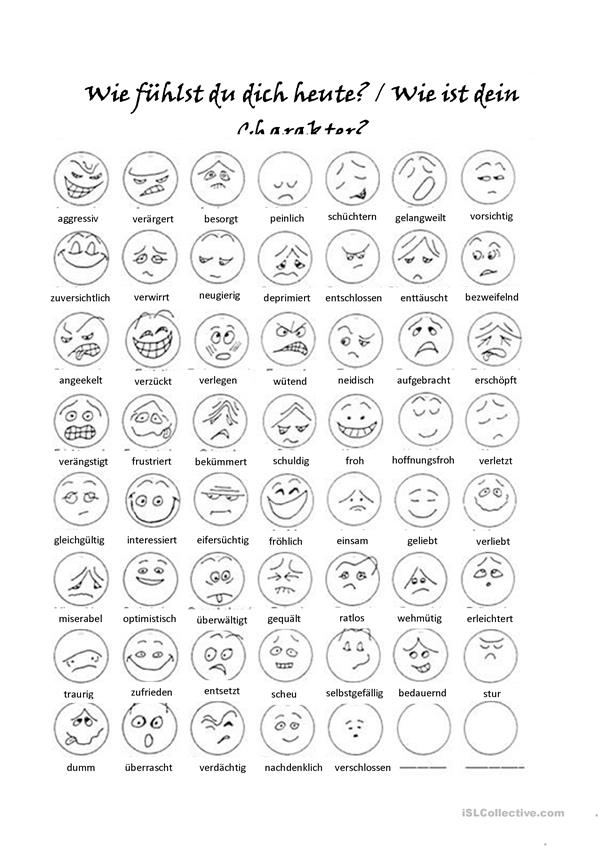 Wie fühlst du dich heute? / Wie ist dein
Charakter?
aggressiv verärgert besorgt peinlich schüchtern gelangweilt vorsichtig
zuversichtlich verwirrt neugierig deprimiert entschlossen enttäuscht bezweifelnd
angeekelt verzückt verlegen wütend neidisch aufgebracht erschöpft
verängstigt frustriert bekümmert schuldig froh hoffnungsfroh verletzt
gleichgültig interessiert eifersüchtig fröhlich einsam geliebt verliebt
miserabel optimistisch überwältigt gequält ratlos wehmütig erleichtert
traurig zufrieden entsetzt scheu selbstgefällig bedauernd stur
dumm überrascht verdächtig nachdenklich verschlossen
iSLCollective.com